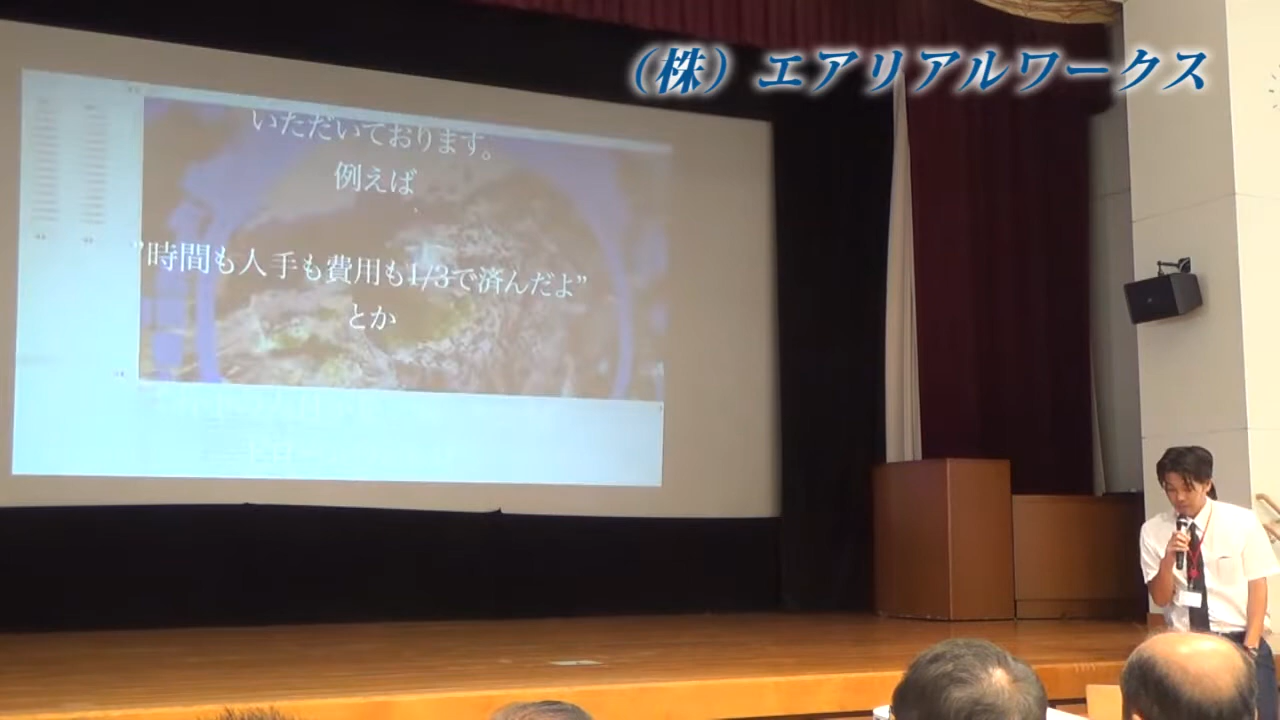 （株）エアリアルワークス
いただいております。
例えば
”時間も人手も費用も1/3で済んだよ”
とか